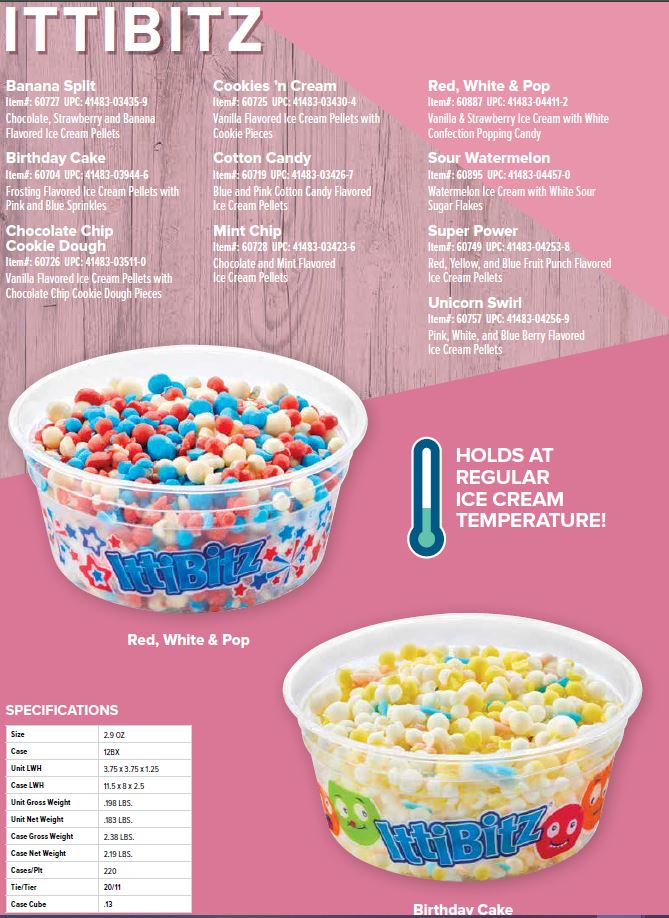 ITTIBITZ
Banana Split
Item#: 60727 UPC: 41483-03435-9
Chocolate, Strawberry and Banana
Flavored Ice Cream Pellets
Birthday Cake
Item#: 60704 UPC: 41483-03944-6
Frosting Flavored Ice Cream Pellets with
Pink and Blue Sprinkles
Chocolate Chip
Cookie Dough
Item#: 60726 UPC: 41483-03511-0
Vanilla Flavored Ice Cream Pellets with
Chocolate Chip Cookie Dough Pieces
Cookies 'n Cream
Item#: 60725 UPC: 41483-03430-4
Vanilla Flavored Ice Cream Pellets with
Cookie Pieces
Cotton Candy
Item#: 60719 UPC: 41483-03426-7
Blue and Pink Cotton Candy Flavored
Ice Cream Pellets
Mint Chip
Item#: 60728 UPC: 41483-03423-6
Chocolate and Mint Flavored
Ice Cream Pellets
Red, White & Pop
Item#: 60887 UPC: 41483-04411-2
Vanilla & Strawberry Ice Cream with White
Confection Popping Candy
Sour Watermelon
Item#: 60895 UPC: 41483-04457-0
Watermelon Ice Cream with White Sour
Sugar Flakes
Super Power
Item#: 60749 UPC: 41483-04253-8
Red, Yellow, and Blue Fruit Punch Flavored
Ice Cream Pellets
Unicorn Swirl
Item#: 60757 UPC: 41483-04256-9
Pink, White, and Blue Berry Flavored
Ice Cream Pellets
HOLDS AT
REGULAR
ICE CREAM
TEMPERATURE!
IttiBitz
Red, White & Pop
IttiBitz
Birthday Cake
SPECIFICATIONS
Size 2.9 OZ
Case 12BX
Unit LWH 3.75 x 3.75 x 1.25
Case LWH 11.5 x 8 x 2.5
Unit Gross Weight .198 LBS.
Unit Net Weight .183 LBS.
Case Gross Weight 2.38 LBS.
Case Net Weight 2.19 LBS.
Cases/Plt 220
Tie/Tier 20/11
Case Cube .13